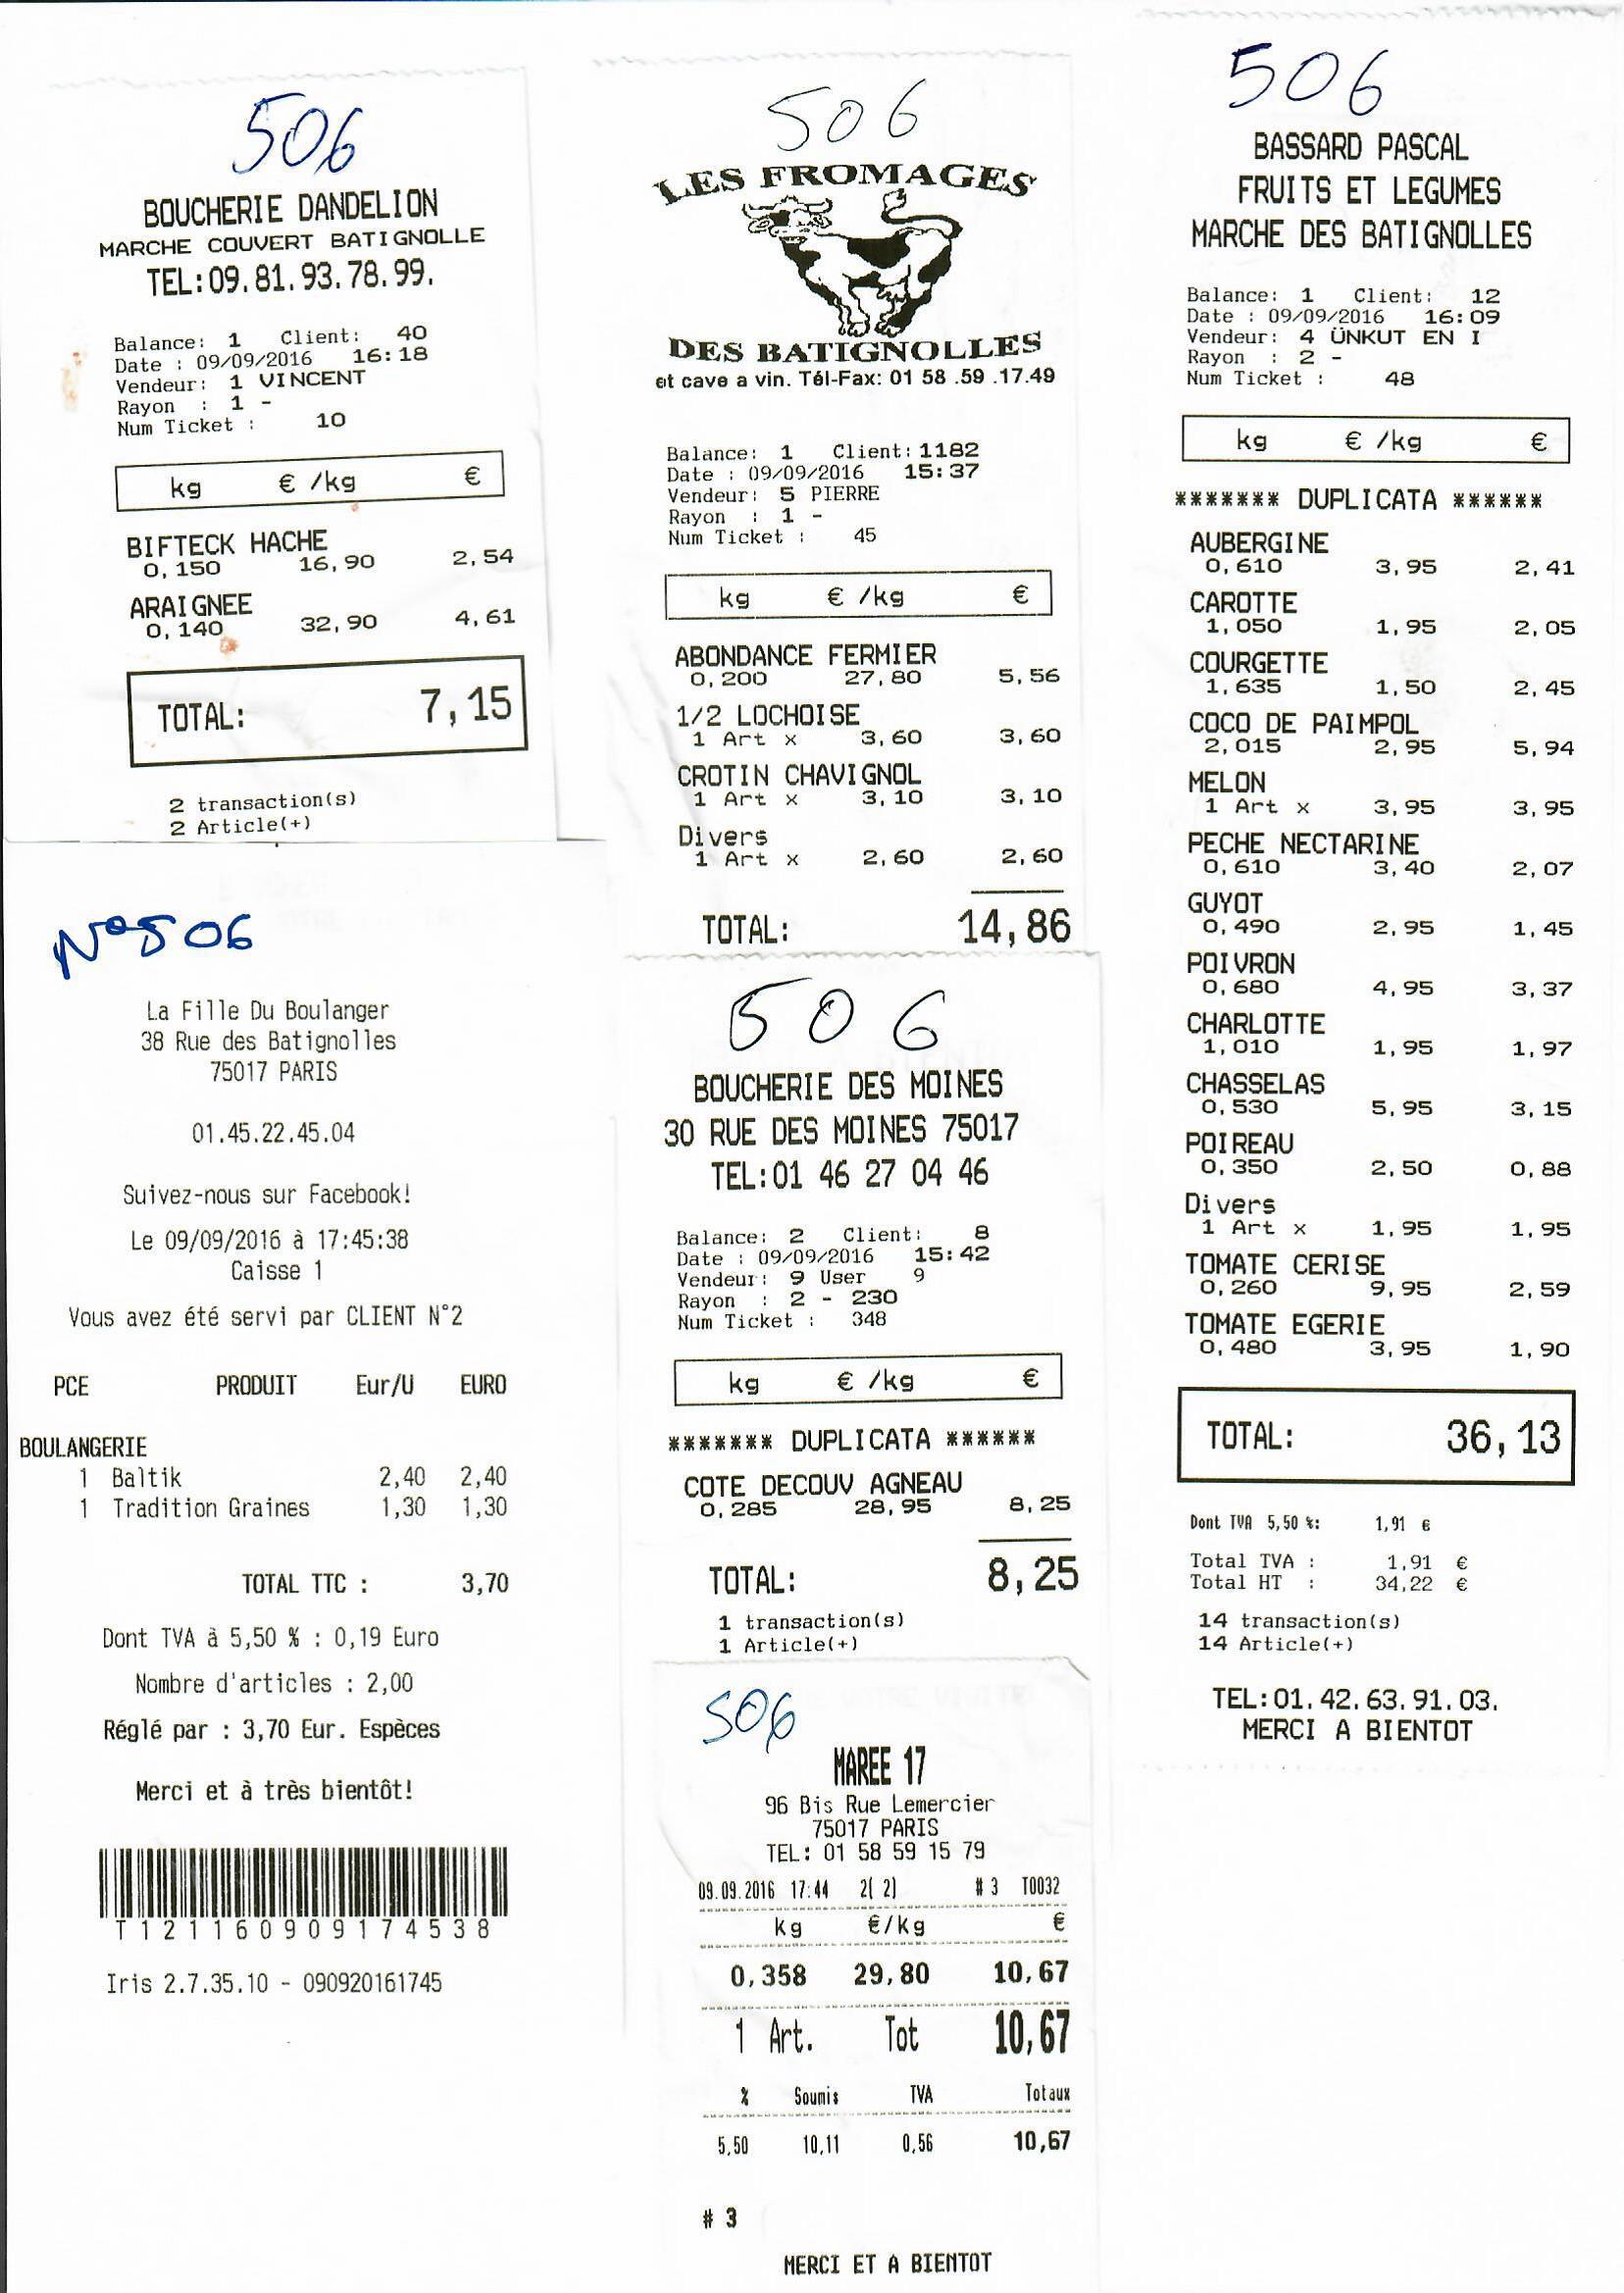 506
BOUCHERIE DANDELION
MARCHE COUVERT BATIGNOLLE
TEL:09.81.93.78.99.
Balance: 1 Client: 40
Date : 09/09/2016 16:18
Vendeur: 1 VINCENT
Rayon : 1 -
Num Ticket : 10
kg € /kg €
BIFTECK HACHE
0,150 16,90 2,54
ARAIGNEE
0,140 32,90 4,61
TOTAL: 7,15
2 transaction(s)
2 Article(+)
N° 506
La Fille Du Boulanger
38 Rue des Batignolles
75017 PARIS
01.45.22.45.04
Suivez-nous sur Facebook!
Le 09/09/2016 à 17:45:38
Caisse 1
Vous avez été servi par CLIENT N°2
PCE PRODUIT Eur/U EURO
BOULANGERIE
1 Baltik 2,40 2,40
1 Tradition Graines 1,30 1,30
TOTAL TTC : 3,70
Dont TVA à 5,50 % : 0,19 Euro
Nombre d'articles : 2,00
Réglé par : 3,70 Eur. Espèces
Merci et à très bientôt!
T121160909174538
Iris 2.7.35.10 - 090920161745
506
LES FROMAGES
DES BATIGNOLLES
et cave a vin. Tél-Fax: 01 58 .59 .17.49
Balance: 1 Client: 1182
Date : 09/09/2016 15:37
Vendeur: 5 PIERRE
Rayon : 1 -
Num Ticket : 45
kg € /kg €
ABONDANCE FERMIER
0,200 27,80 5,56
1/2 LOCHOISE
1 Art x 3,60 3,60
CROTIN CHAVIGNOL
1 Art x 3,10 3,10
Divers
1 Art x 2,60 2,60
TOTAL: 14,86
506
BOUCHERIE DES MOINES
30 RUE DES MOINES 75017
TEL:01 46 27 04 46
Balance: 2 Client: 8
Date : 09/09/2016 15:42
Vendeur: 9 User 9
Rayon : 2 - 230
Num Ticket : 348
kg € /kg €
******* DUPLICATA ******
COTE DECOUV AGNEAU
0,285 28,95 8,25
TOTAL: 8,25
1 transaction(s)
1 Article(+)
506
MAREE 17
96 Bis Rue Lemercier
75017 PARIS
TEL: 01 58 59 15 79
09.09.2016 17:44 2( 2) # 3 T0032
kg €/kg €
0,358 29,80 10,67
1 Art. Tot 10,67
% Soumis TVA Totaux
5,50 10,11 0,56 10,67
# 3
MERCI ET A BIENTOT
506
BASSARD PASCAL
FRUITS ET LEGUMES
MARCHE DES BATIGNOLLES
Balance: 1 Client: 12
Date : 09/09/2016 16:09
Vendeur: 4 ÜNKUT EN I
Rayon : 2 -
Num Ticket : 48
kg € /kg €
******* DUPLICATA ******
AUBERGINE
0,610 3,95 2,41
CAROTTE
1,050 1,95 2,05
COURGETTE
1,635 1,50 2,45
COCO DE PAIMPOL
2,015 2,95 5,94
MELON
1 Art x 3,95 3,95
PECHE NECTARINE
0,610 3,40 2,07
GUYOT
0,490 2,95 1,45
POIVRON
0,680 4,95 3,37
CHARLOTTE
1,010 1,95 1,97
CHASSELAS
0,530 5,95 3,15
POIREAU
0,350 2,50 0,88
Divers
1 Art x 1,95 1,95
TOMATE CERISE
0,260 9,95 2,59
TOMATE EGERIE
0,480 3,95 1,90
TOTAL: 36,13
Dont TVA 5,50 %: 1,91 €
Total TVA : 1,91 €
Total HT : 34,22 €
14 transaction(s)
14 Article(+)
TEL:01.42.63.91.03.
MERCI A BIENTOT